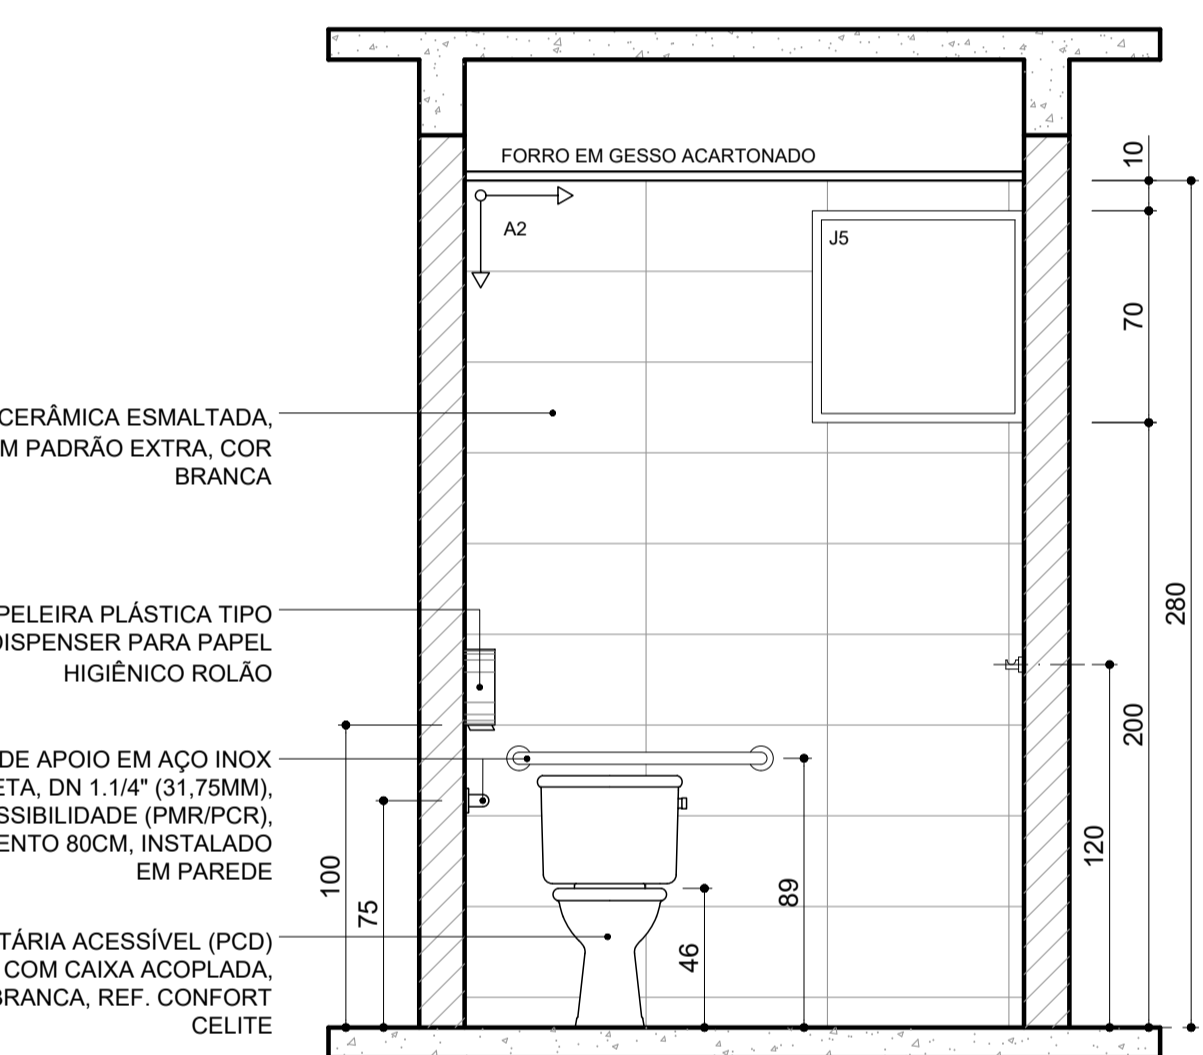 FORRO EM GESSO ACARTONADO
A2
J5
CERÂMICA ESMALTADA,
M PADRÃO EXTRA, COR
BRANCA
PELEIRA PLÁSTICA TIPO
DISPENSER PARA PAPEL
HIGIÊNICO ROLÃO
DE APOIO EM AÇO INOX
ETA, DN 1.1/4" (31,75MM),
SSIBILIDADE (PMR/PCR),
ENTO 80CM, INSTALADO
EM PAREDE
TÁRIA ACESSÍVEL (PCD)
COM CAIXA ACOPLADA,
BRANCA, REF. CONFORT
CELITE
100
75
46
89
120
10
70
200
280